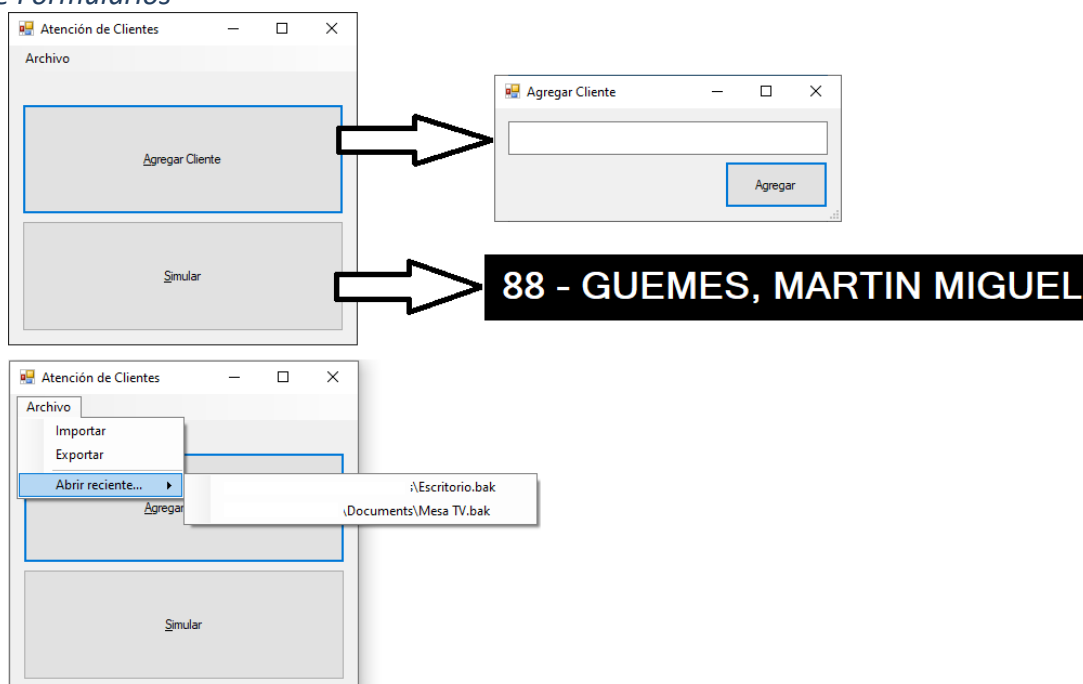 e Formularios
Atención de Clientes
Archivo
Agregar Cliente
Simular
Agregar Cliente
Agregar
88 - GUEMES, MARTIN MIGUEL
Atención de Clientes
Archivo
Importar
Exportar
Abrir reciente...
\Escritorio.bak
\Documents\Mesa TV.bak
Agregar
Simular